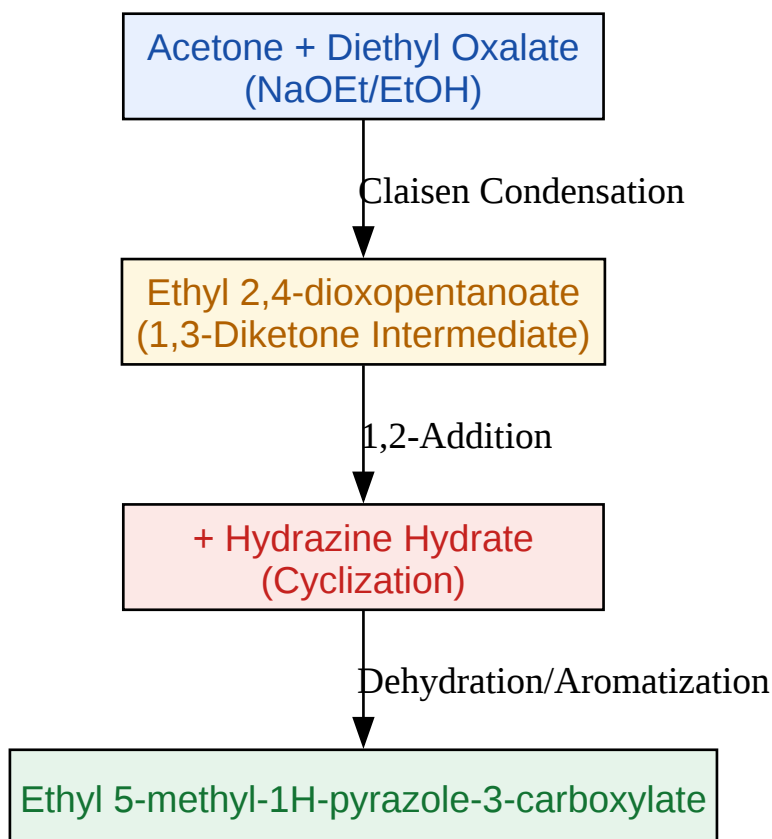 Acetone + Diethyl Oxalate
(NaOEt/EtOH)
Claisen Condensation
Ethyl 2,4-dioxopentanoate
(1,3-Diketone Intermediate)
1,2-Addition
+ Hydrazine Hydrate
(Cyclization)
Dehydration/Aromatization
Ethyl 5-methyl-1H-pyrazole-3-carboxylate